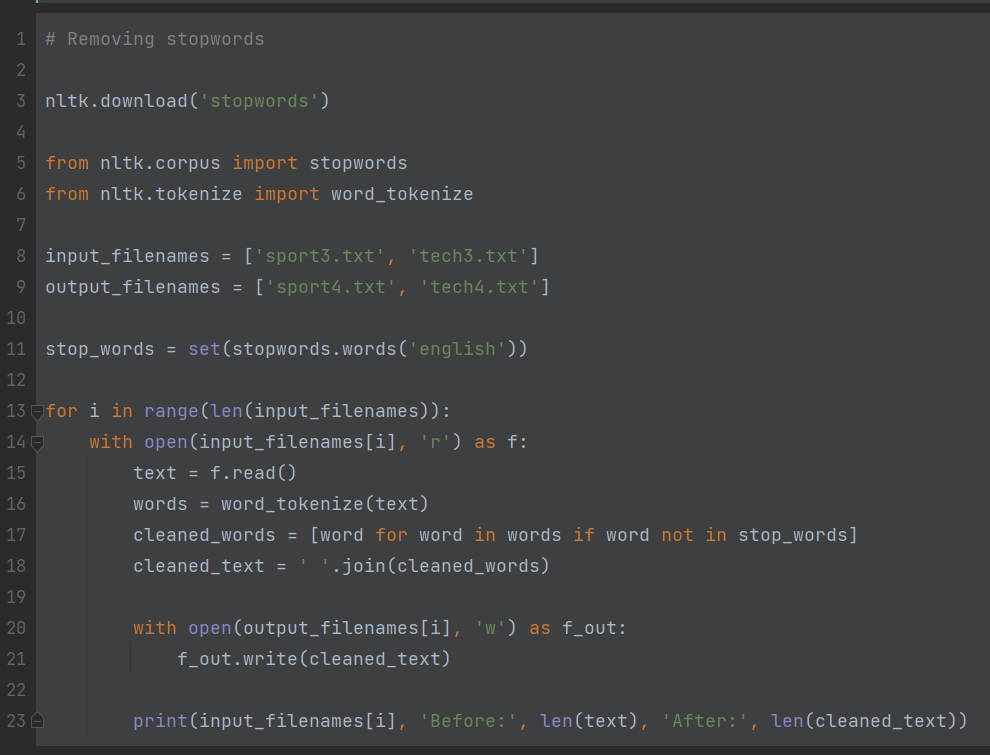 1 # Removing stopwords
2
3 nltk.download('stopwords')
4
5 from nltk.corpus import stopwords
6 from nltk.tokenize import word_tokenize
7
8 input_filenames = ['sport3.txt', 'tech3.txt']
9 output_filenames = ['sport4.txt', 'tech4.txt']
10
11 stop_words = set(stopwords.words('english'))
12
13 for i in range(len(input_filenames)):
14     with open(input_filenames[i], 'r') as f:
15         text = f.read()
16         words = word_tokenize(text)
17         cleaned_words = [word for word in words if word not in stop_words]
18         cleaned_text = ' '.join(cleaned_words)
19
20         with open(output_filenames[i], 'w') as f_out:
21             f_out.write(cleaned_text)
22
23         print(input_filenames[i], 'Before:', len(text), 'After:', len(cleaned_text))